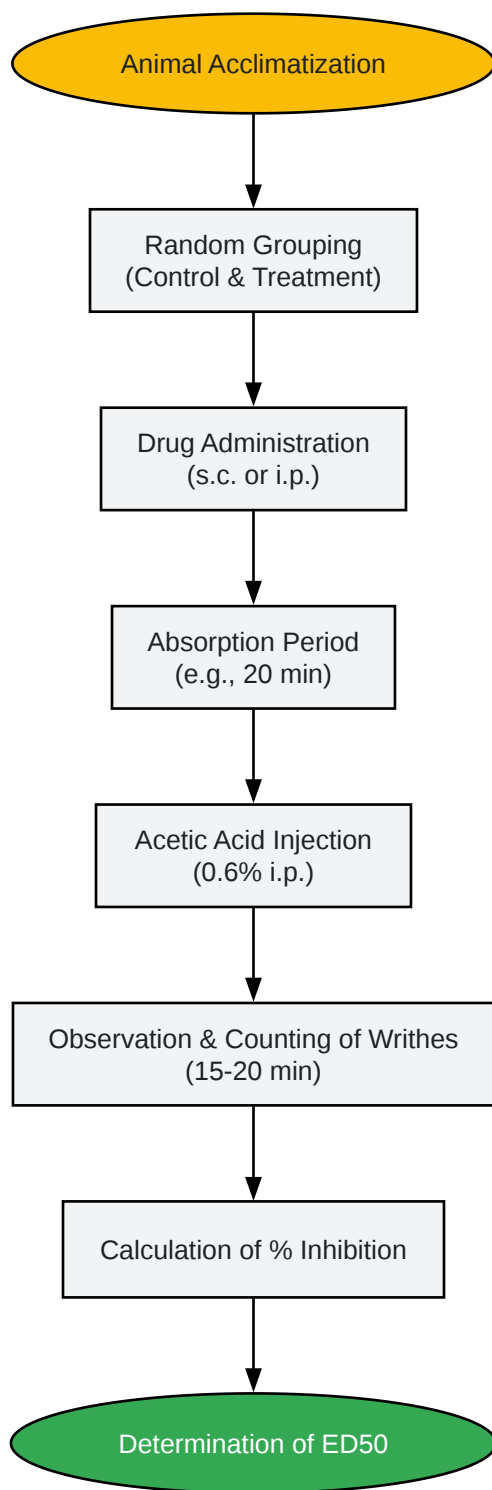 Animal Acclimatization
Random Grouping
(Control & Treatment)
Drug Administration
(s.c. or i.p.)
Absorption Period
(e.g., 20 min)
Acetic Acid Injection
(0.6% i.p.)
Observation & Counting of Writhes
(15-20 min)
Calculation of % Inhibition
Determination of ED50